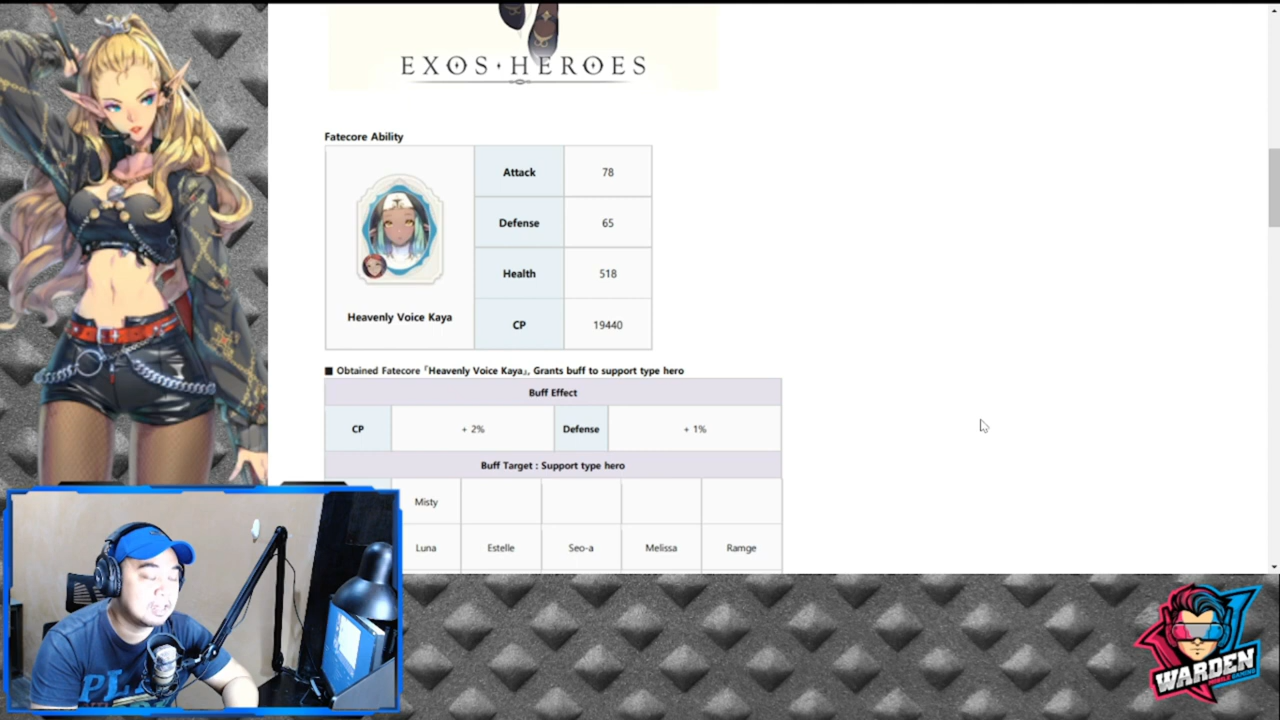 EXOS·HEROES
Fatecore Ability
Attack 78
Defense 65
Health 518
Heavenly Voice Kaya
CP 19440
■ Obtained Fatecore 『Heavenly Voice Kaya』, Grants buff to support type hero
Buff Effect
CP + 2% Defense + 1%
Buff Target : Support type hero
Misty
Luna Estelle Seo-a Melissa Ramge
WARDEN
MOBILE GAMING